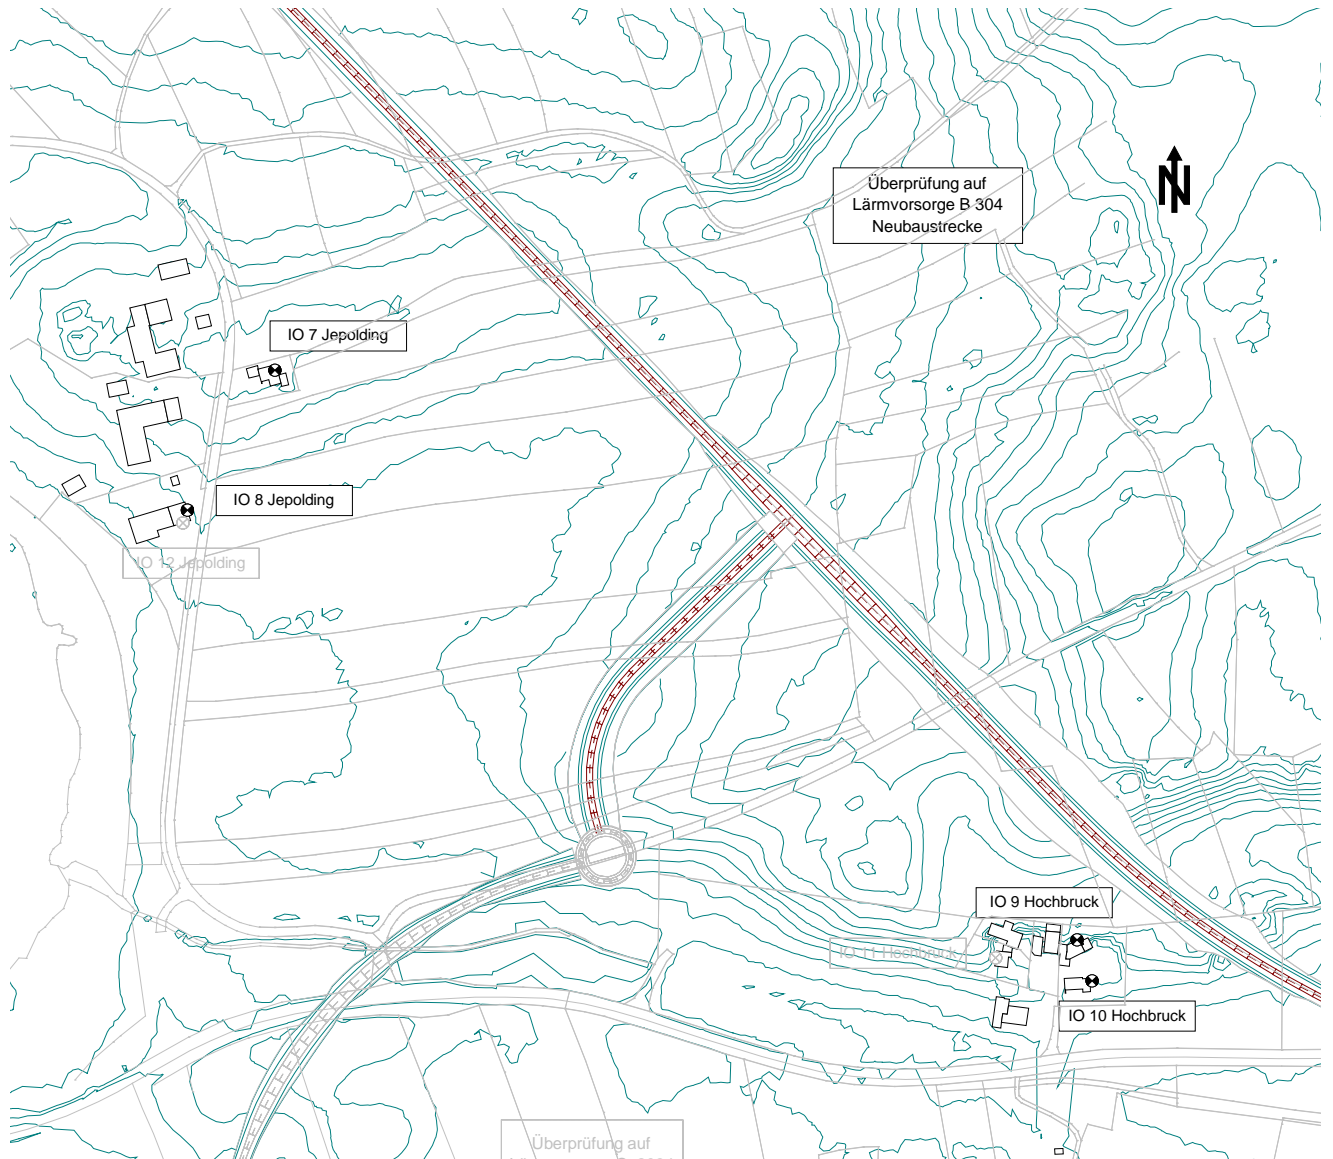 Überprüfung auf
Lärmvorsorge B 304
Neubaustrecke
N
IO 7 Jepolding
IO 8 Jepolding
IO 12 Jepolding
IO 9 Hochbruck
IO 11 Hochbruck
IO 10 Hochbruck
Überprüfung auf